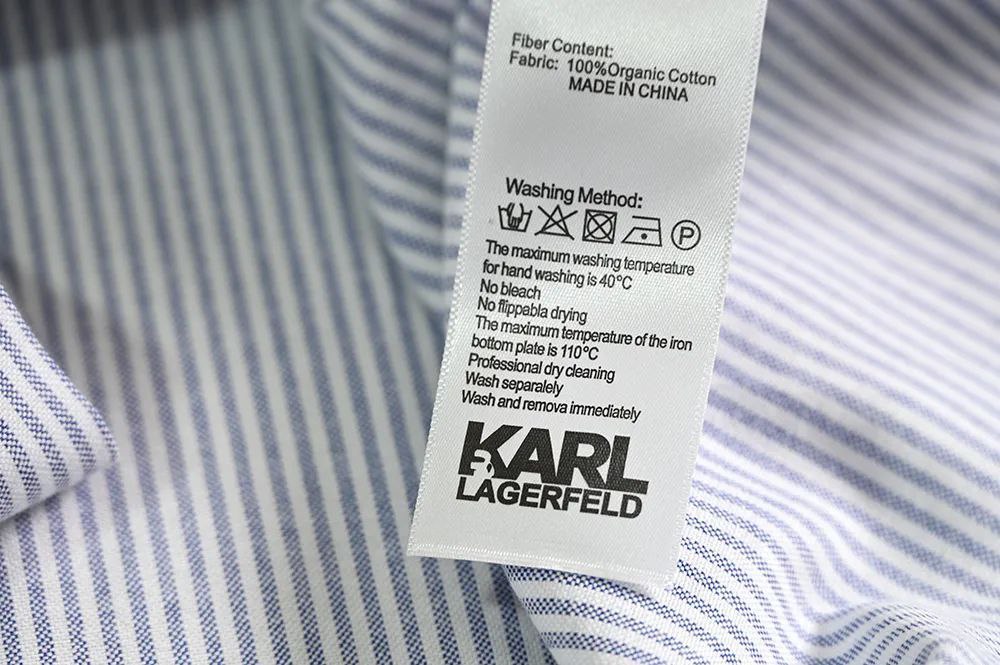 Fiber Content:
Fabric: 100%Organic Cotton
MADE IN CHINA
Washing Method:
P
The maximum washing temperature
for hand washing is 40°C
No bleach
No flippabla drying
The maximum temperature of the iron
bottom plate is 110°C
Professional dry cleaning
Wash separalely
Wash and remova immediately
KARL
LAGERFELD